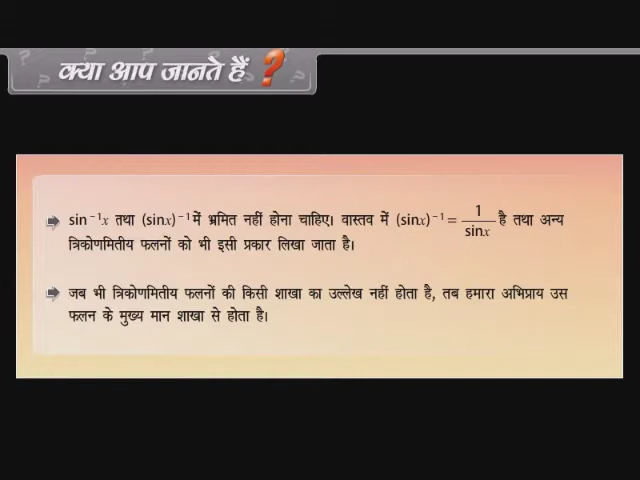 क्या आप जानते हैं ?
sin⁻¹x तथा (sinx)⁻¹ में भ्रमित नहीं होना चाहिए। वास्तव में (sinx)⁻¹ = 1/sinx है तथा अन्य
त्रिकोणमितीय फलनों को भी इसी प्रकार लिखा जाता है।
जब भी त्रिकोणमितीय फलनों की किसी शाखा का उल्लेख नहीं होता है, तब हमारा अभिप्राय उस
फलन के मुख्य मान शाखा से होता है।